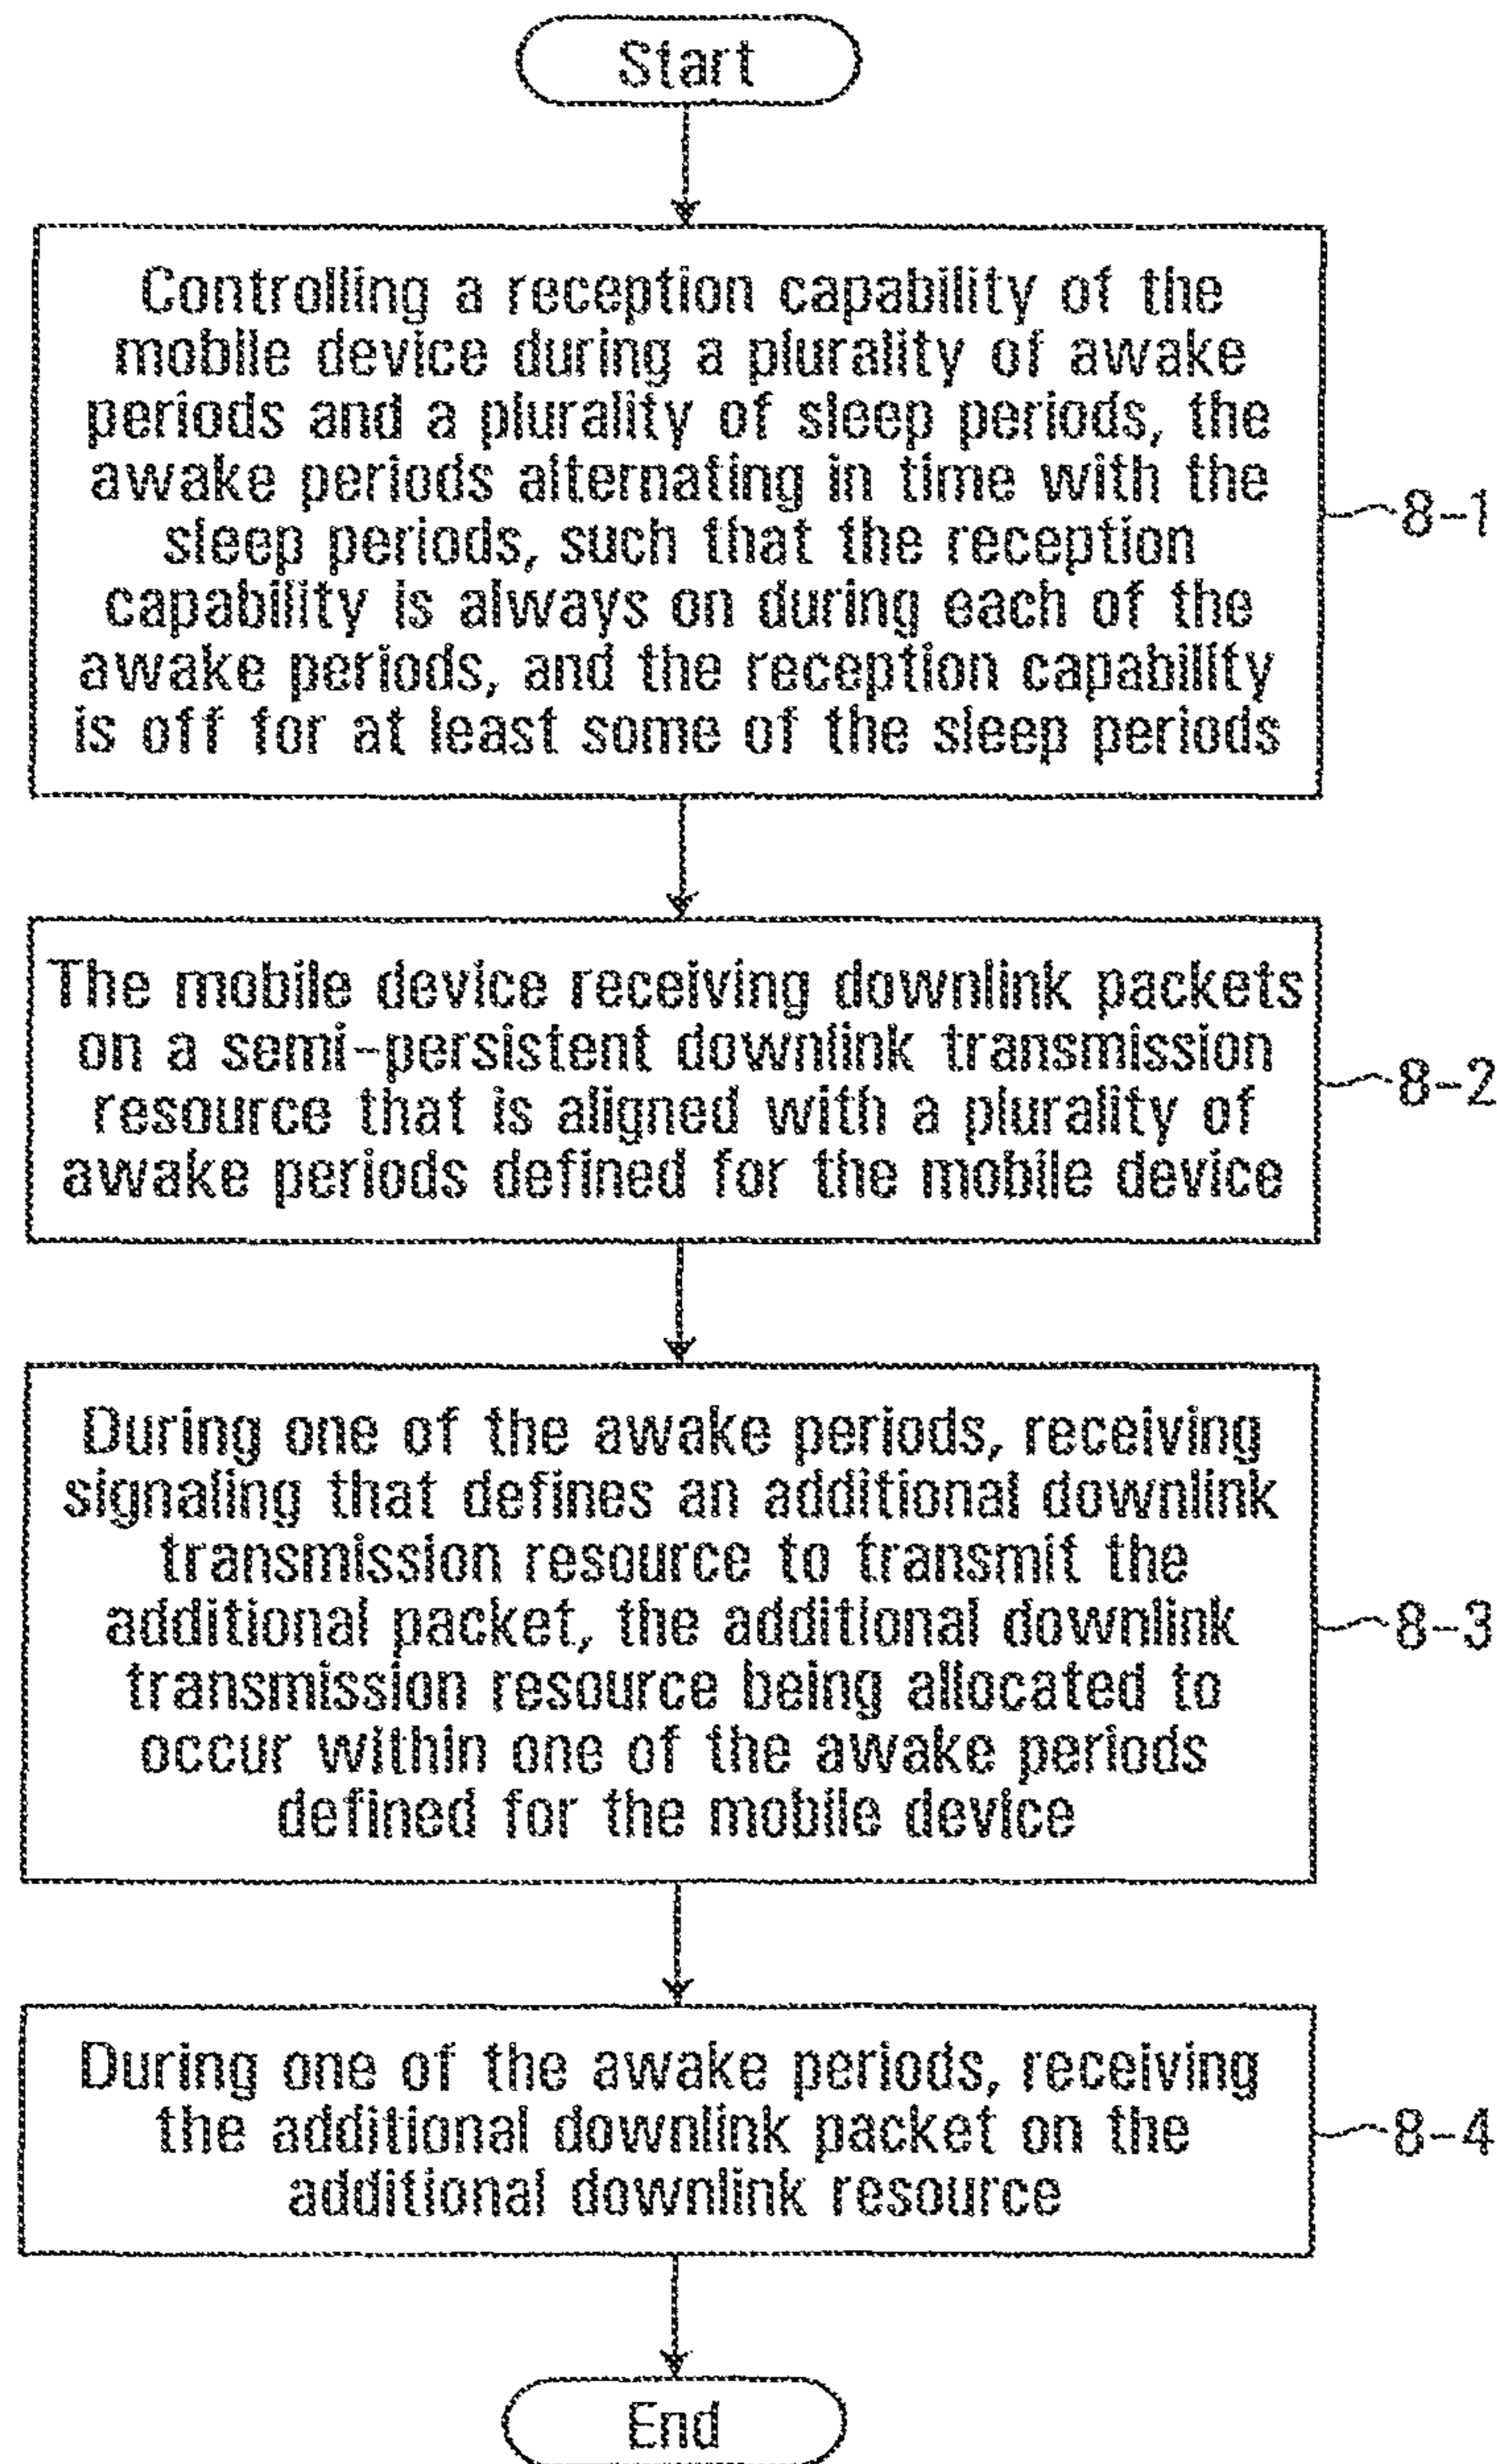 Start
Controlling a reception capability of the
mobile device during a plurality of awake
periods and a plurality of sleep periods, the
awake periods alternating in time with the
sleep periods, such that the reception
capability is always on during each of the
awake periods, and the reception capability
is off for at least some of the sleep periods
8-1
The mobile device receiving downlink packets
on a semi-persistent downlink transmission
resource that is aligned with a plurality of
awake periods defined for the mobile device
8-2
During one of the awake periods, receiving
signaling that defines an additional downlink
transmission resource to transmit the
additional packet, the additional downlink
transmission resource being allocated to
occur within one of the awake periods
defined for the mobile device
8-3
During one of the awake periods, receiving
the additional downlink packet on the
additional downlink resource
8-4
End